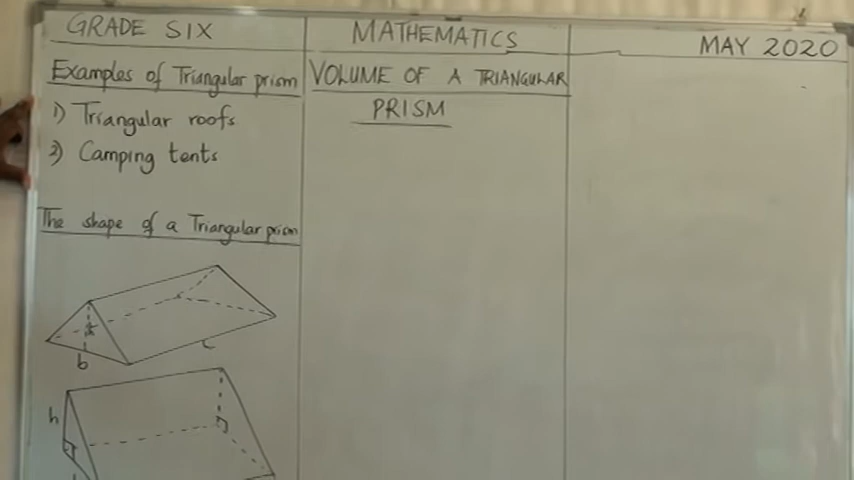 GRADE SIX
MATHEMATICS
MAY 2020
Examples of Triangular prism
1) Triangular roofs
2) Camping tents
The shape of a Triangular prism
b
L
h
VOLUME OF A TRIANGULAR
PRISM